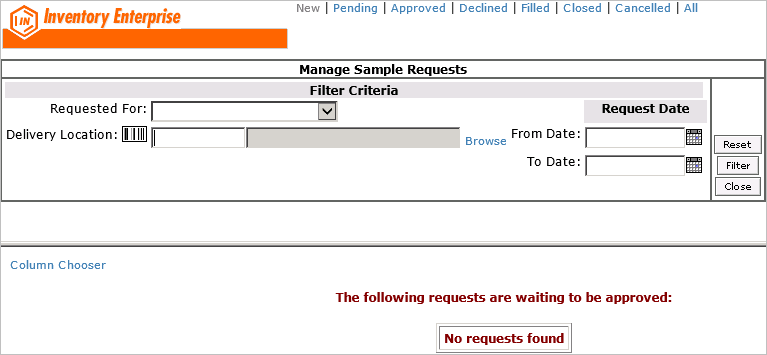 IN Inventory Enterprise
New | Pending | Approved | Declined | Filled | Closed | Cancelled | All
Manage Sample Requests
Filter Criteria
Requested For:
Request Date
Delivery Location: Browse From Date:
To Date:
Reset
Filter
Close
Column Chooser
The following requests are waiting to be approved:
No requests found